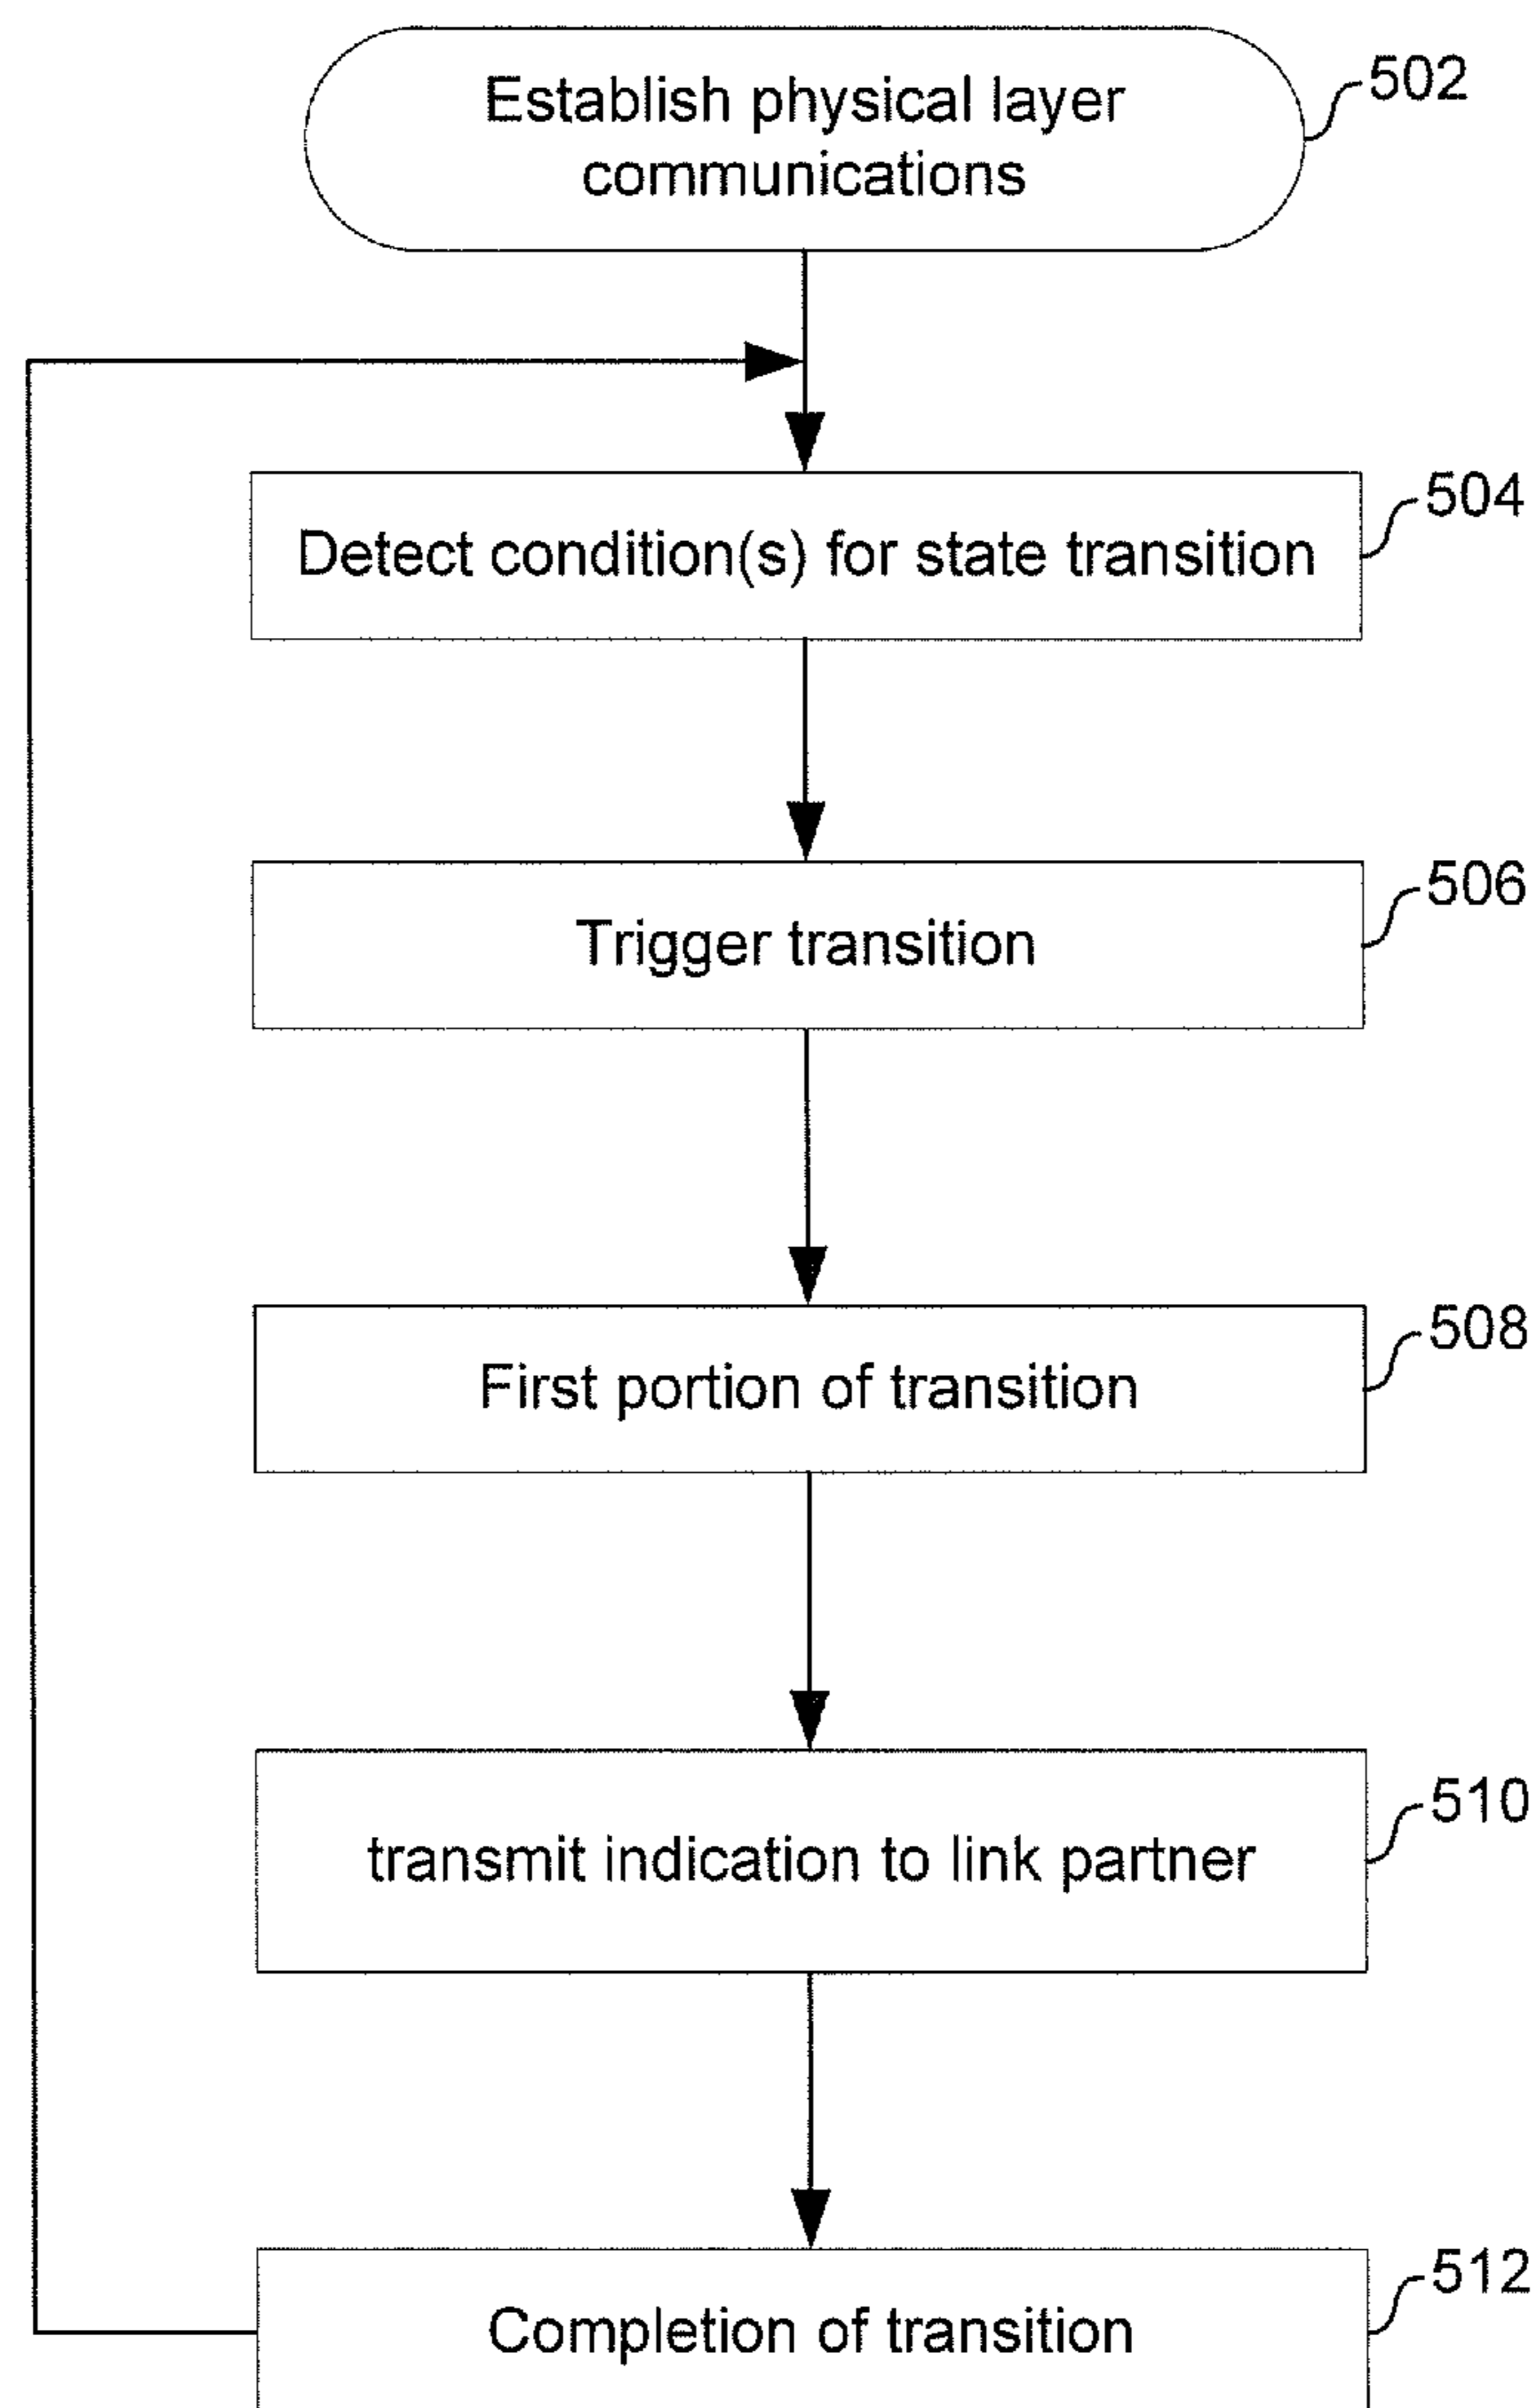 Establish physical layer
communications
502
Detect condition(s) for state transition
504
Trigger transition
506
First portion of transition
508
transmit indication to link partner
510
Completion of transition
512